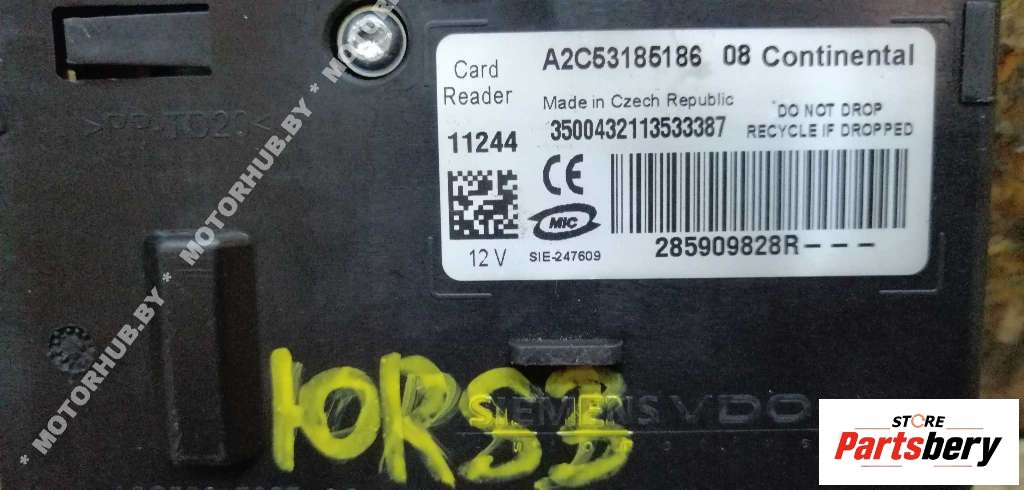 Card
Reader
A2C53185186 08 Continental
Made in Czech Republic
DO NOT DROP
RECYCLE IF DROPPED
11244
3500432113533387
CE
MIC
12 V
SIE-247609
285909828R---
>PP-TD20<
SIEMENS VDO
MOTORHUB.BY * MOTORHUB.BY * MOTORHUB.BY
STORE
Partsbery